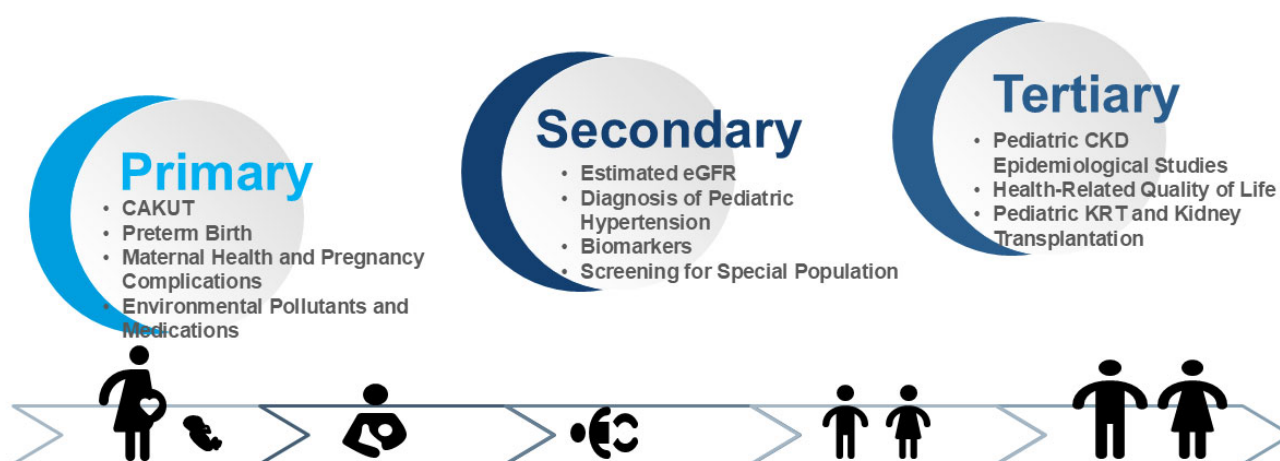 Primary
• CAKUT
• Preterm Birth
• Maternal Health and Pregnancy
Complications
• Environmental Pollutants and
Medications
Secondary
• Estimated eGFR
• Diagnosis of Pediatric
Hypertension
• Biomarkers
• Screening for Special Population
Tertiary
• Pediatric CKD
Epidemiological Studies
• Health-Related Quality of Life
• Pediatric KRT and Kidney
Transplantation